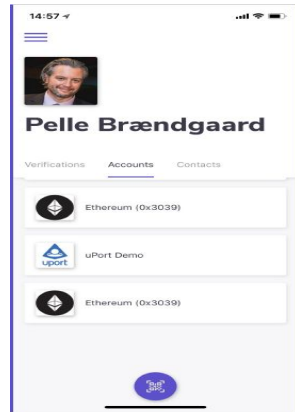 14:57
Pelle Brændgaard
Verifications Accounts Contacts
Ethereum (0x3039)
uport
uPort Demo
Ethereum (0x3039)